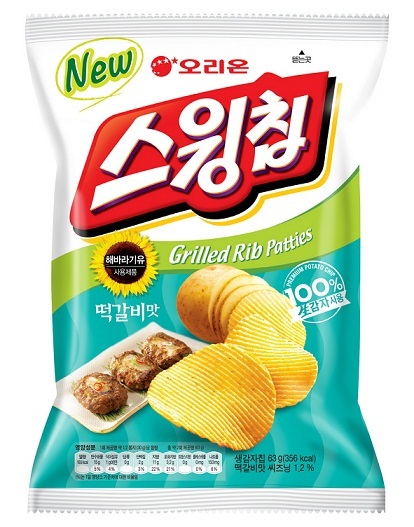 New
오리온
뜯는곳
스윙칩
Grilled Rib Patties
해바라기유
사용제품
떡갈비맛
PREMIUM POTATO CHIP
100%
생감자 사용
영양성분
생감자칩 63 g(356 kcal)
떡갈비맛 씨즈닝 1.2 %